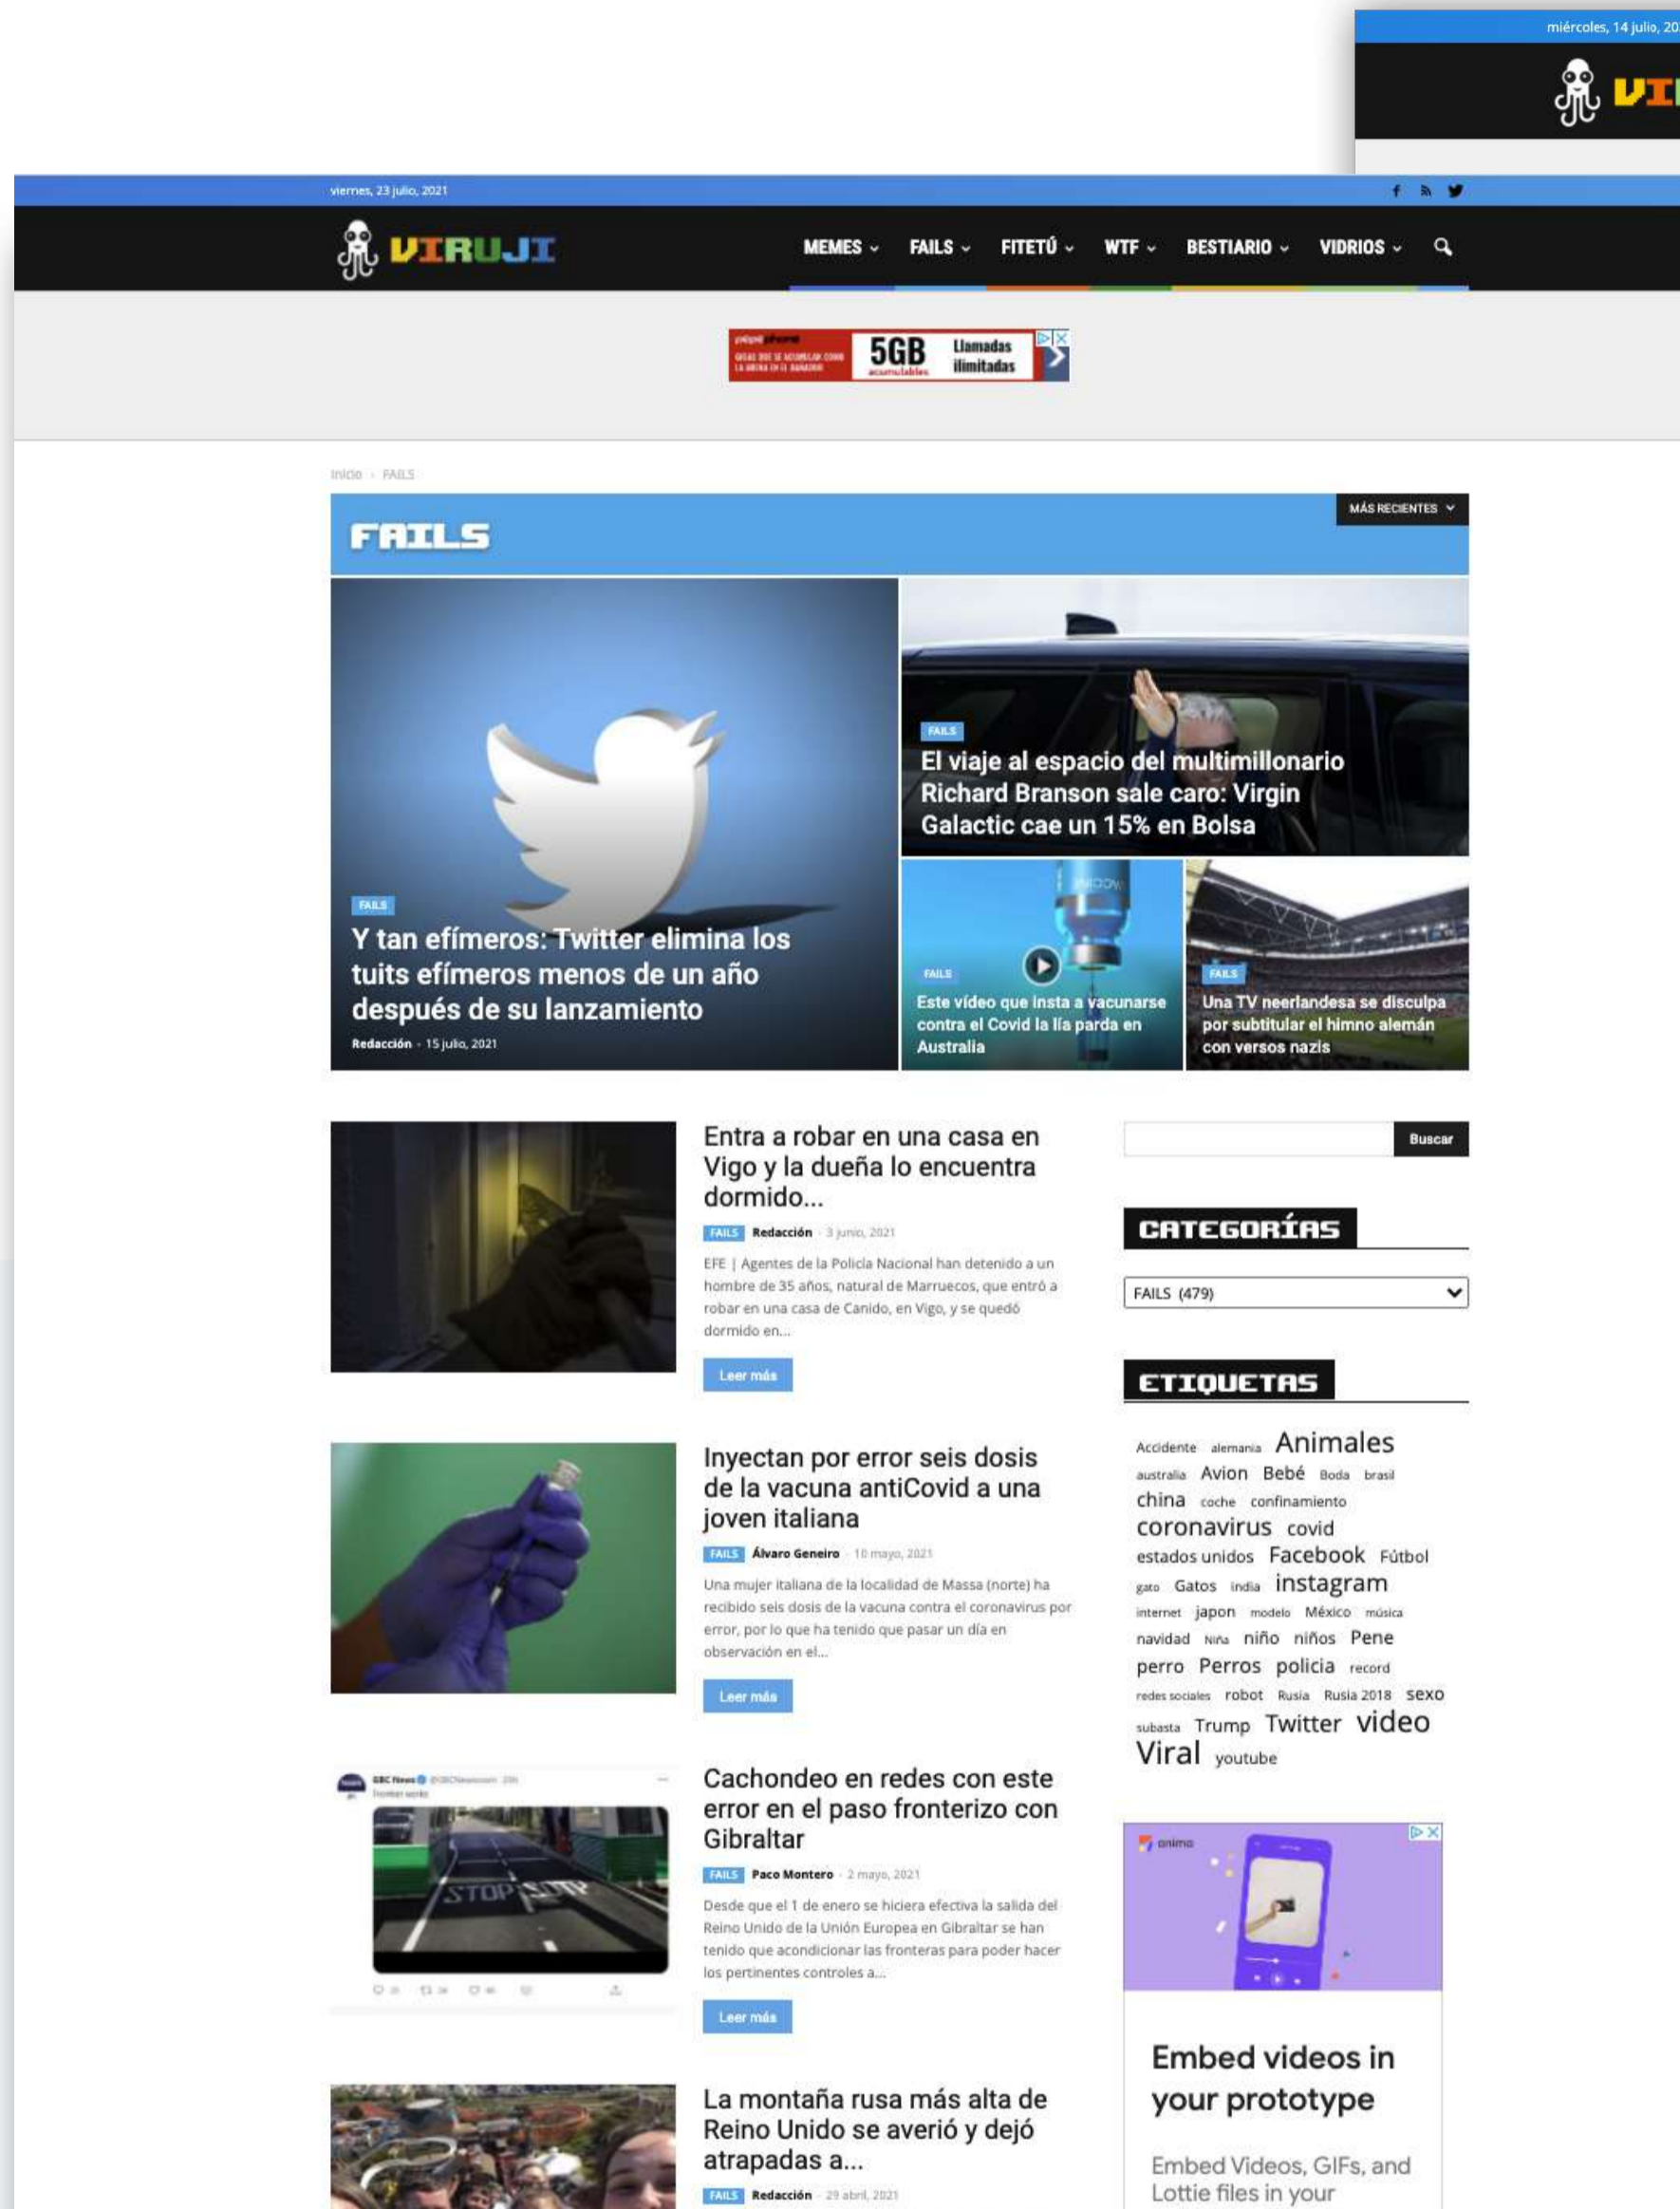 miércoles, 14 julio, 20
VI
viernes, 23 julio, 2021
VIRUJI
MEMES FAILS FITETÚ WTF BESTIARIO VIDRIOS
5GB
acumulables
Llamadas
ilimitadas
Inicio › FAILS
FAILS
MÁS RECIENTES
FAILS
Y tan efímeros: Twitter elimina los
tuits efímeros menos de un año
después de su lanzamiento
Redacción - 15 julio, 2021
FAILS
El viaje al espacio del multimillonario
Richard Branson sale caro: Virgin
Galactic cae un 15% en Bolsa
FAILS
Este vídeo que insta a vacunarse
contra el Covid la lía parda en
Australia
FAILS
Una TV neerlandesa se disculpa
por subtitular el himno alemán
con versos nazis
Entra a robar en una casa en
Vigo y la dueña lo encuentra
dormido...
FAILS Redacción - 3 junio, 2021
EFE | Agentes de la Policía Nacional han detenido a un
hombre de 35 años, natural de Marruecos, que entró a
robar en una casa de Canido, en Vigo, y se quedó
dormido en...
Leer más
Inyectan por error seis dosis
de la vacuna antiCovid a una
joven italiana
FAILS Álvaro Geneiro - 10 mayo, 2021
Una mujer italiana de la localidad de Massa (norte) ha
recibido seis dosis de la vacuna contra el coronavirus por
error, por lo que ha tenido que pasar un día en
observación en el...
Leer más
GBC News
STOP SOTP
Cachondeo en redes con este
error en el paso fronterizo con
Gibraltar
FAILS Paco Montero - 2 mayo, 2021
Desde que el 1 de enero se hiciera efectiva la salida del
Reino Unido de la Unión Europea en Gibraltar se han
tenido que acondicionar las fronteras para poder hacer
los pertinentes controles a...
Leer más
La montaña rusa más alta de
Reino Unido se averió y dejó
atrapadas a...
FAILS Redacción - 29 abril, 2021
Buscar
CATEGORÍAS
FAILS (479)
ETIQUETAS
Accidente alemania Animales
australia Avion Bebé Boda brasil
china coche confinamiento
coronavirus covid
estados unidos Facebook Fútbol
gato Gatos india instagram
internet japon modelo México música
navidad Niña niño niños Pene
perro Perros policia record
redes sociales robot Rusia Rusia 2018 sexo
subasta Trump Twitter video
Viral youtube
anima
Embed videos in
your prototype
Embed Videos, GIFs, and
Lottie files in your